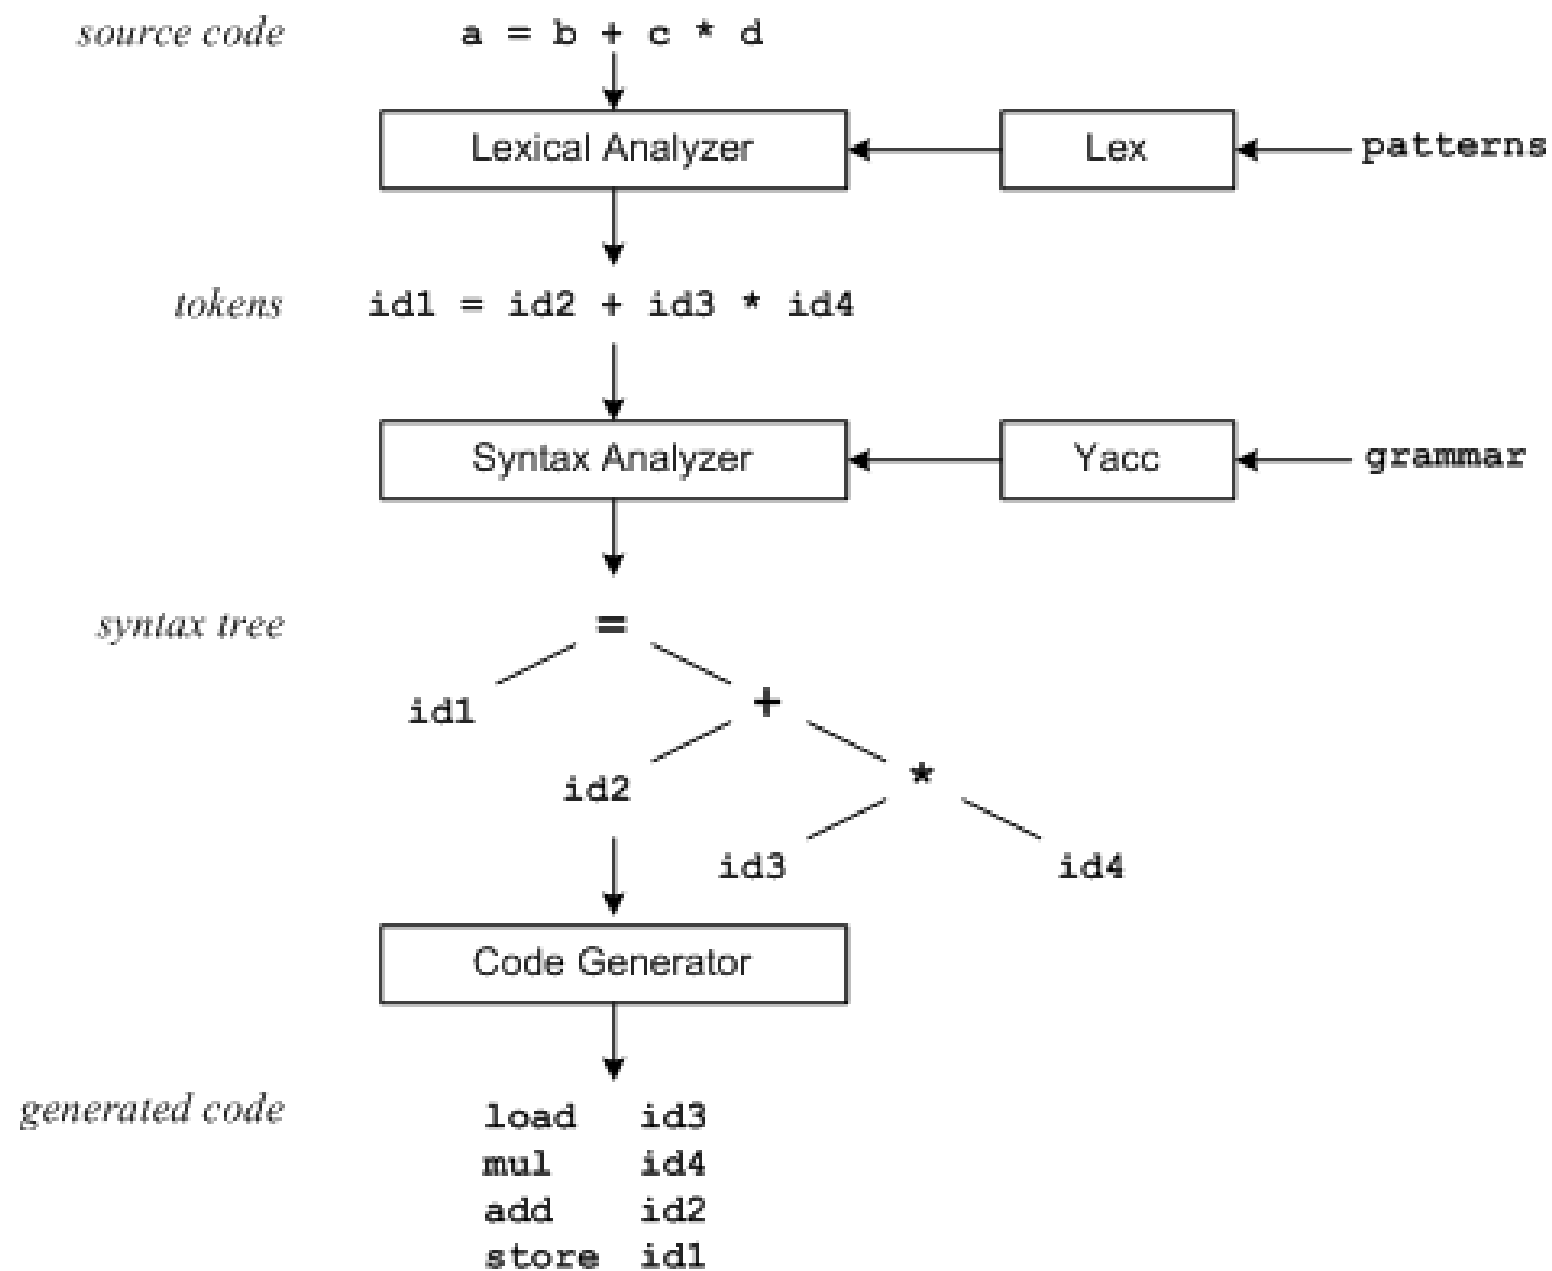 source code a = b + c * d
Lexical Analyzer Lex patterns
tokens id1 = id2 + id3 * id4
Syntax Analyzer Yacc grammar
syntax tree =
id1 +
id2 *
id3 id4
Code Generator
generated code load id3
mul id4
add id2
store id1